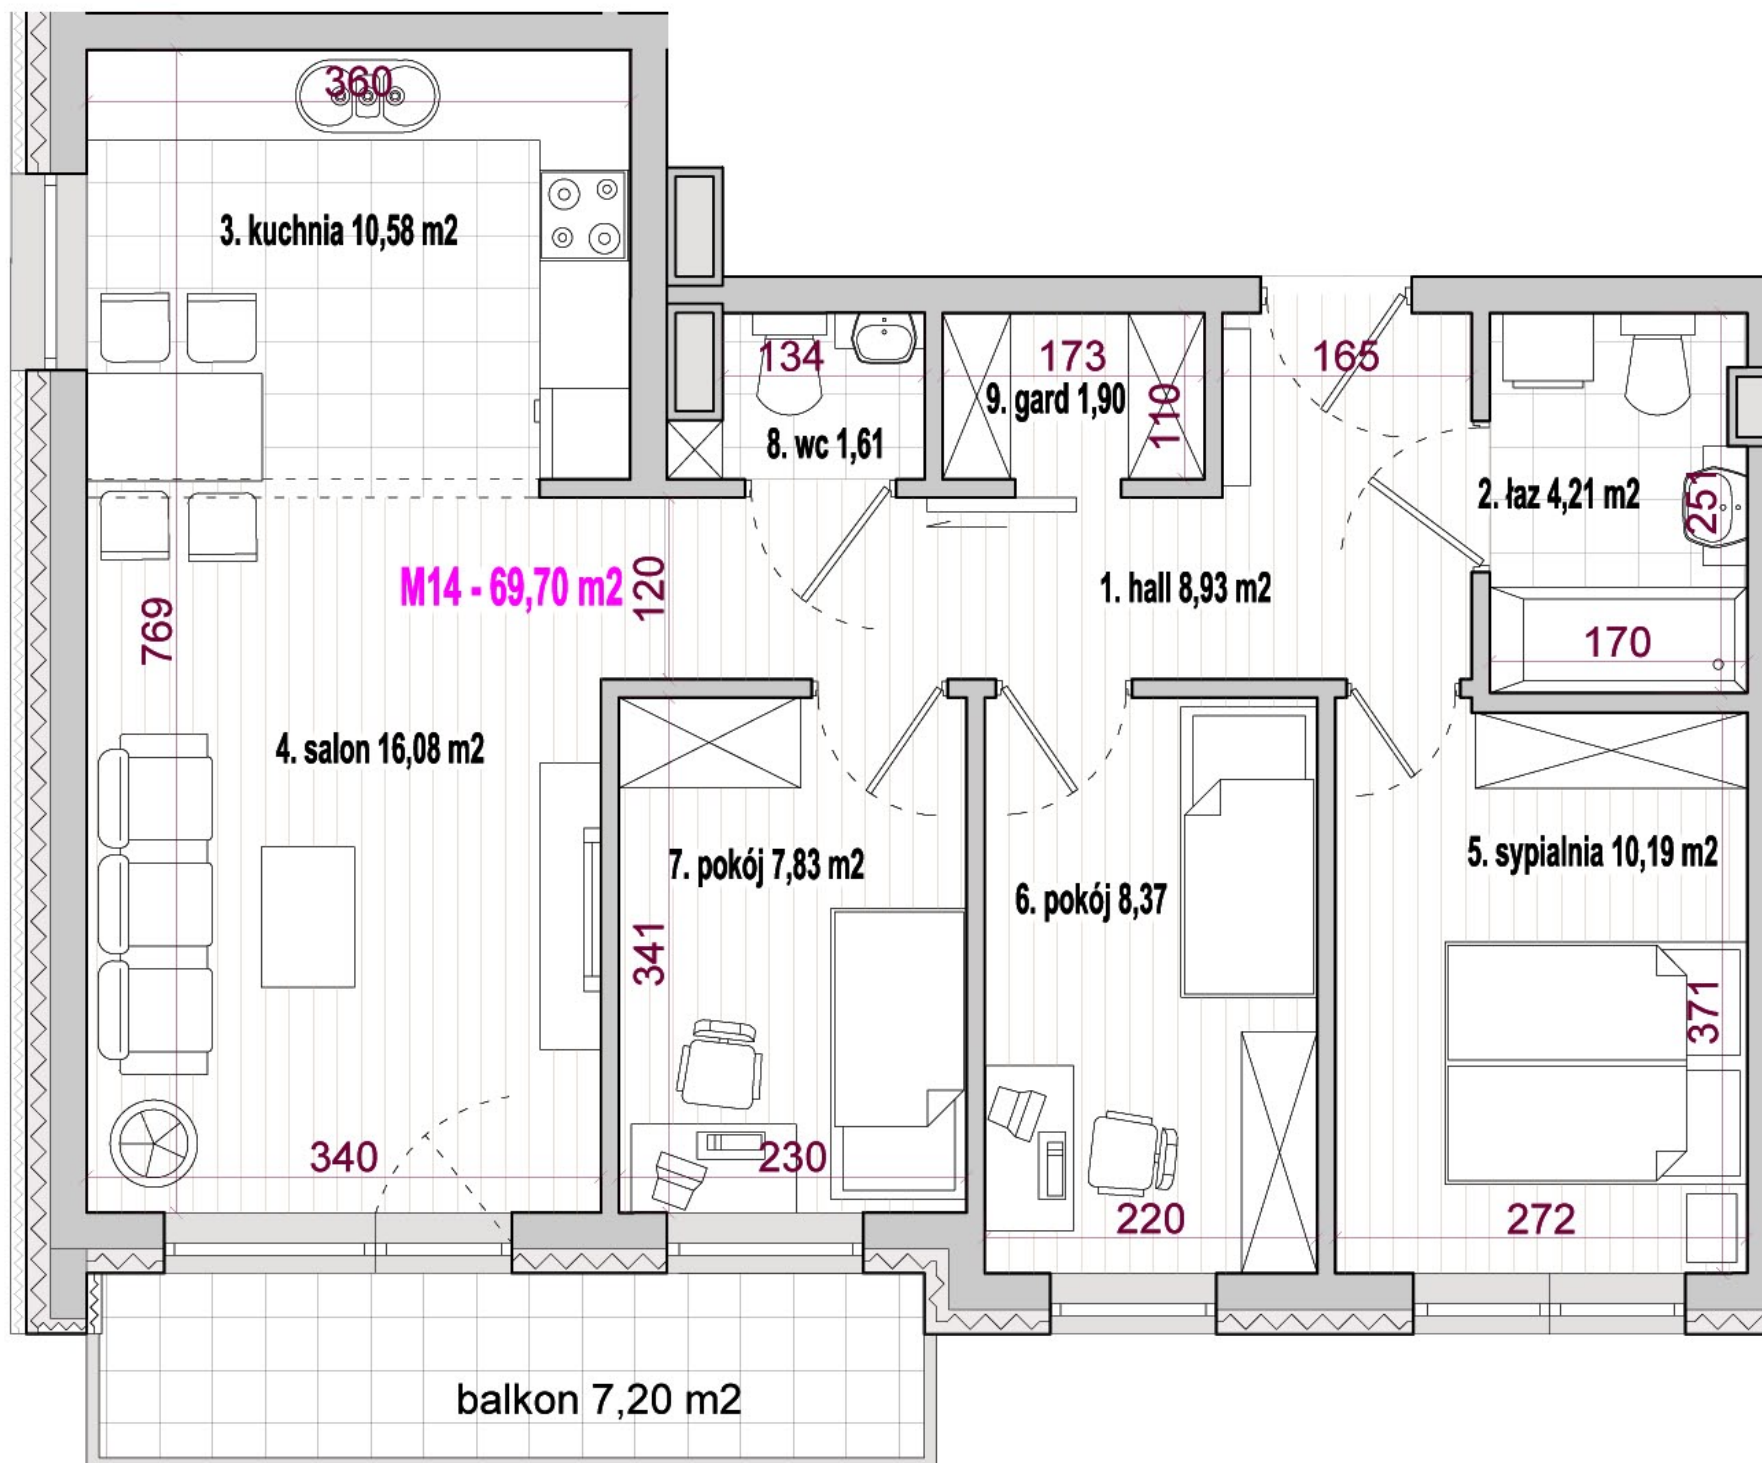 360
3. kuchnia 10,58 m2
134
173
165
9. gard 1,90
110
8. wc 1,61
2. łaz 4,21 m2
251
M14 - 69,70 m2
120
1. hall 8,93 m2
769
170
4. salon 16,08 m2
7. pokój 7,83 m2
5. sypialnia 10,19 m2
6. pokój 8,37
341
371
340
230
220
272
balkon 7,20 m2